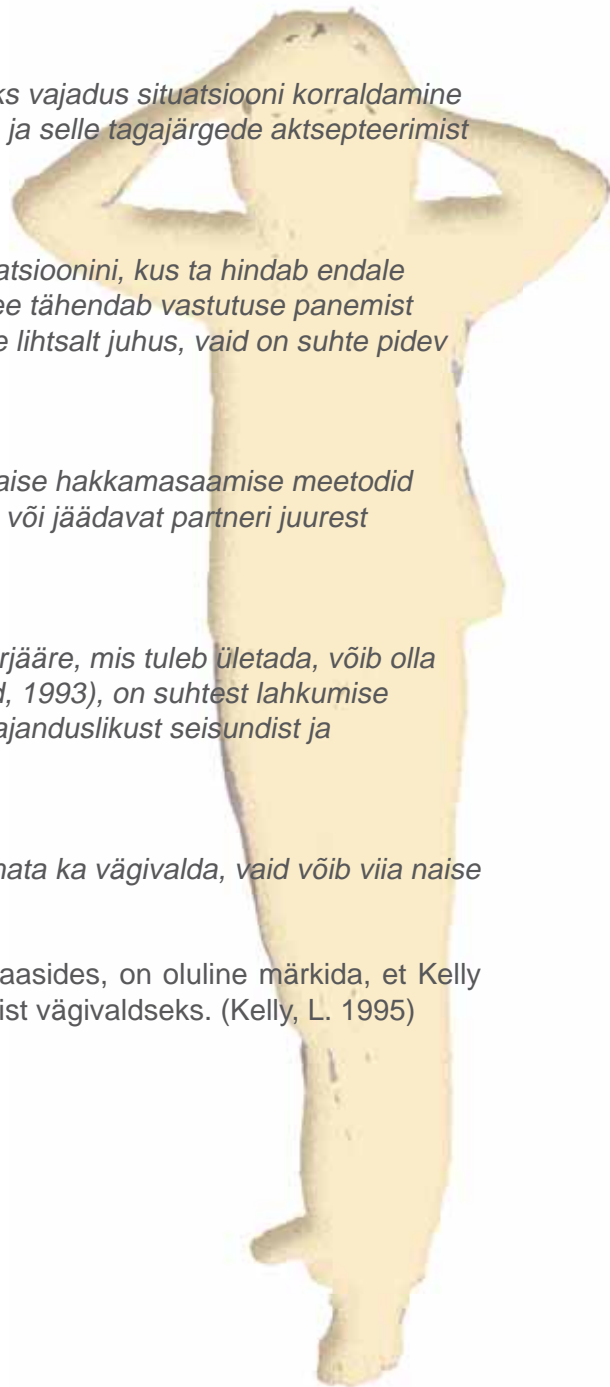 ks vajadus situatsiooni korraldamine
ja selle tagajärgede aktsepteerimist
atsioonini, kus ta hindab endale
ee tähendab vastutuse panemist
e lihtsalt juhus, vaid on suhte pidev
aise hakkamasaamise meetodid
või jäädavat partneri juurest
rjääre, mis tuleb ületada, võib olla
d, 1993), on suhtest lahkumise
ajanduslikust seisundist ja
nata ka vägivalda, vaid võib viia naise
aasides, on oluline märkida, et Kelly
ist vägivaldseks. (Kelly, L. 1995)